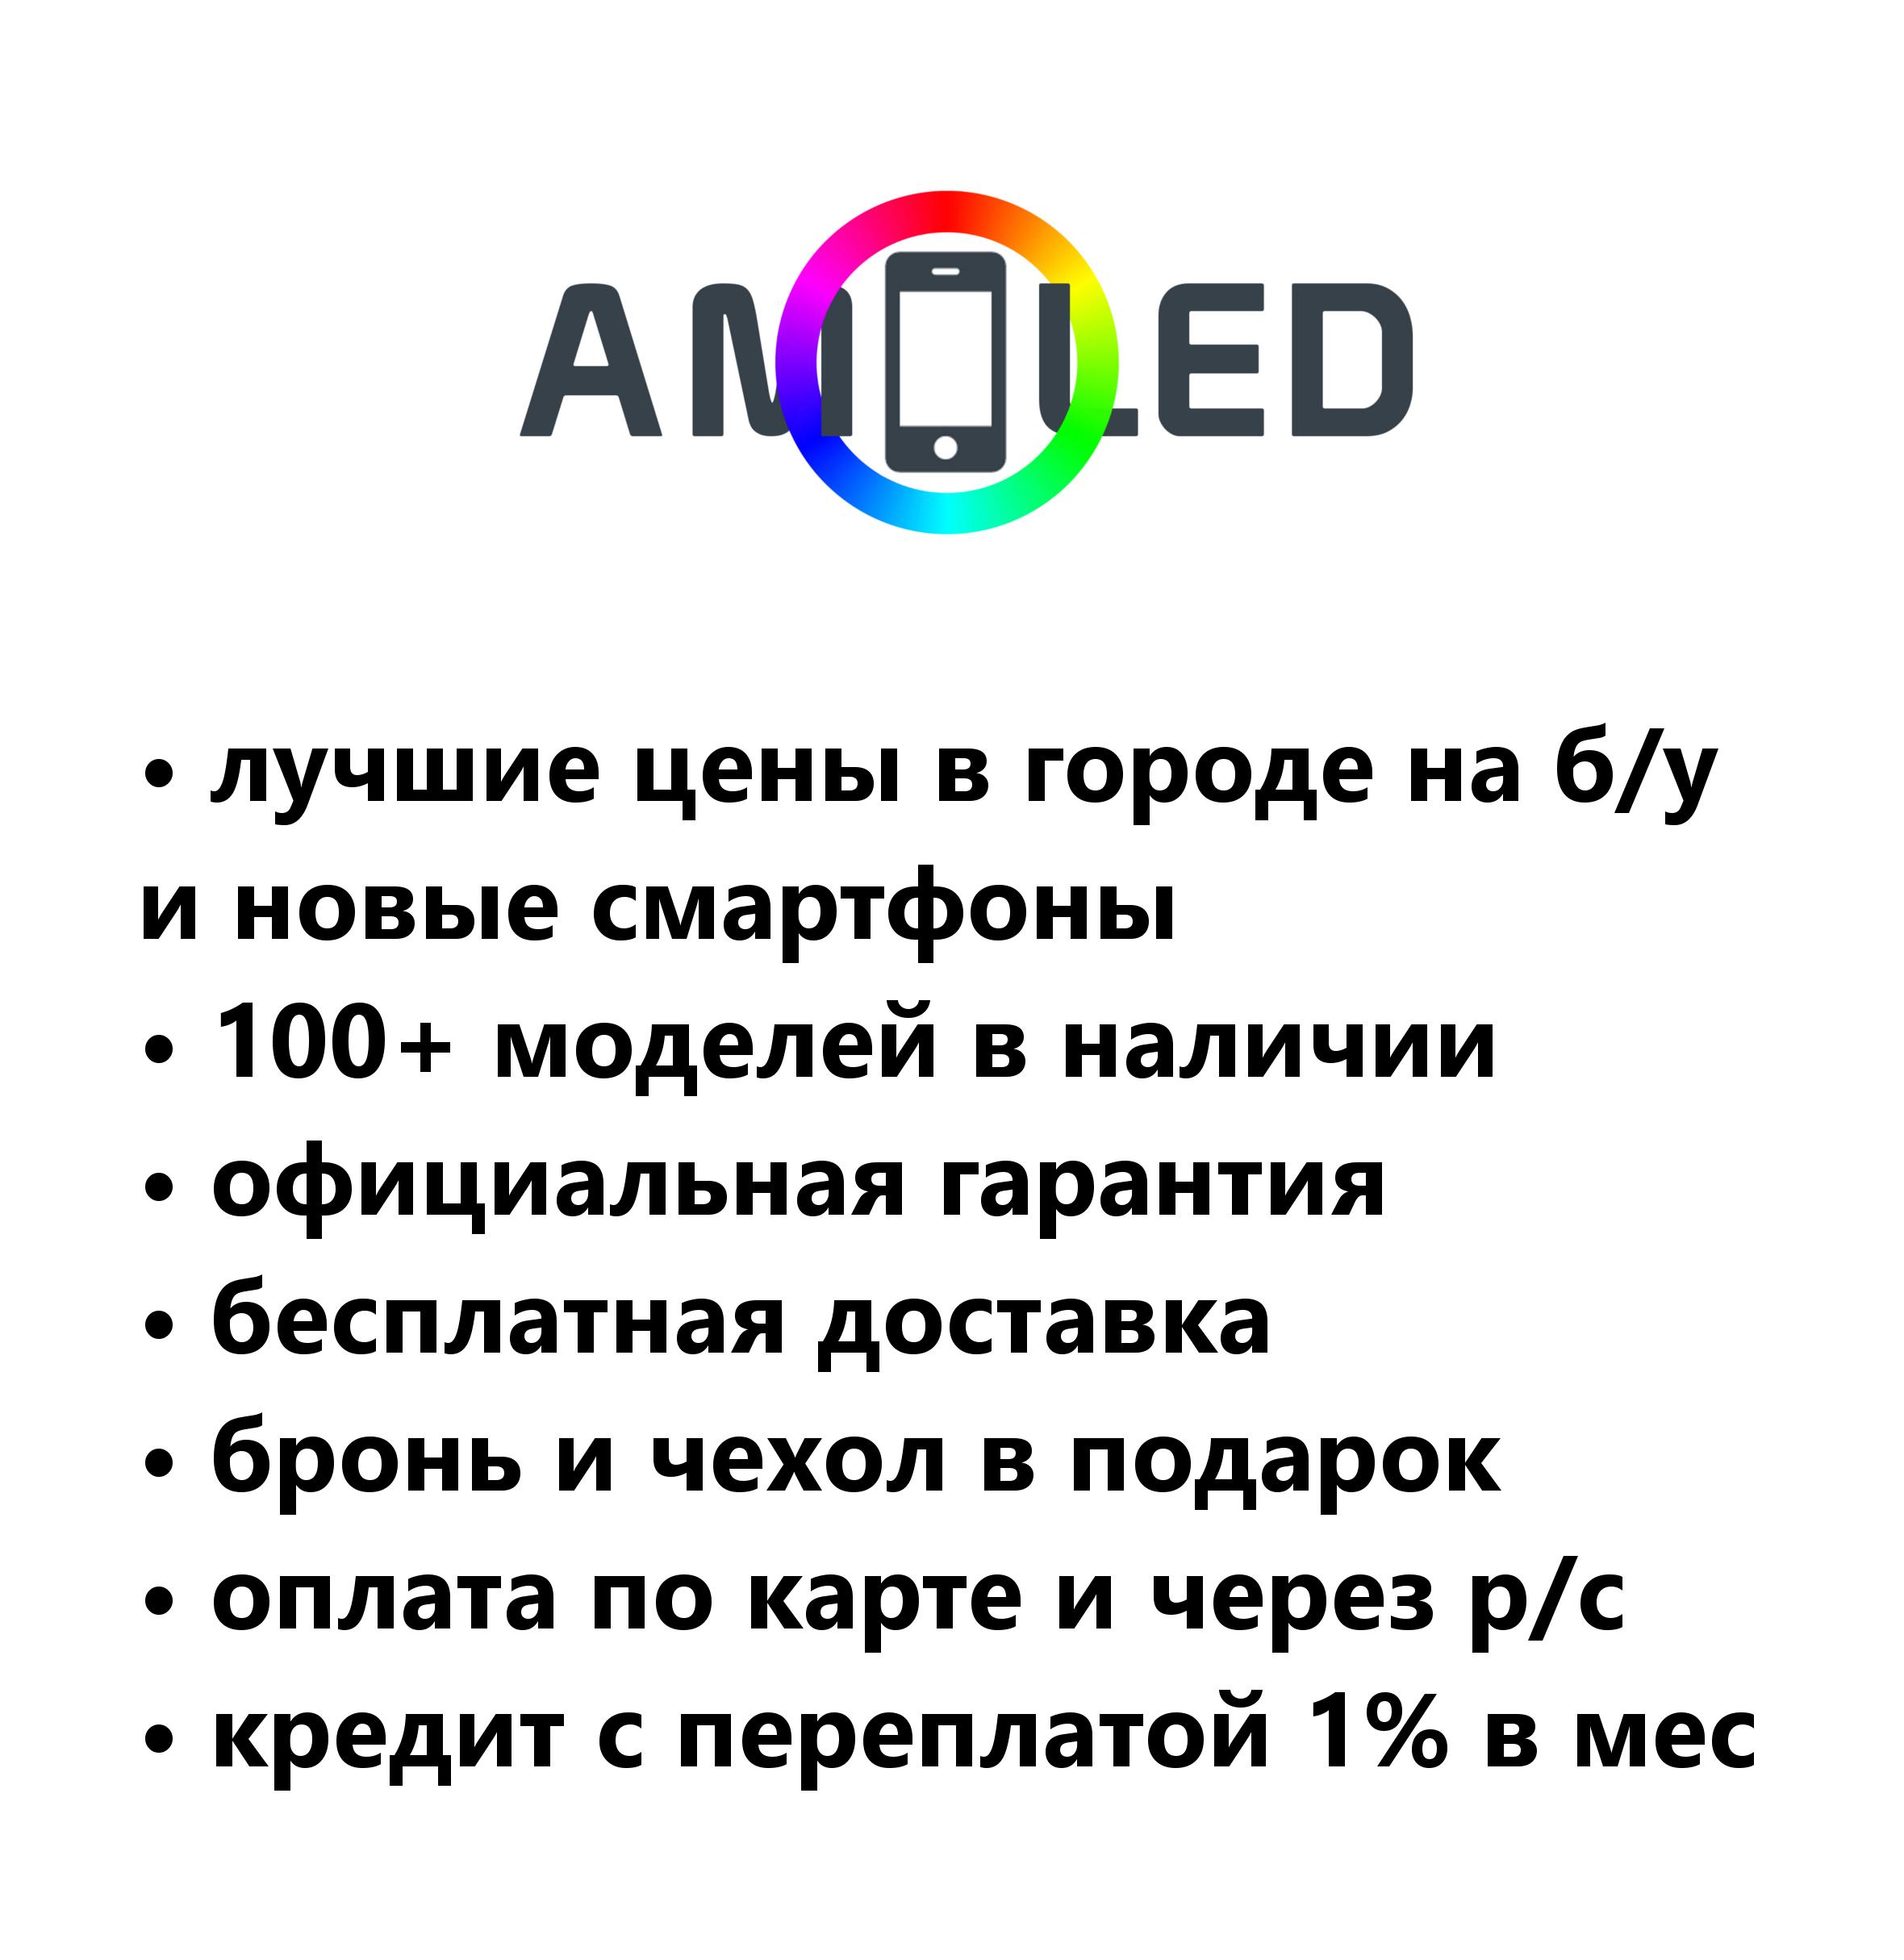 AMOLED
• лучшие цены в городе на б/у
и новые смартфоны
• 100+ моделей в наличии
• официальная гарантия
• бесплатная доставка
• бронь и чехол в подарок
• оплата по карте и через р/с
• кредит с переплатой 1% в мес